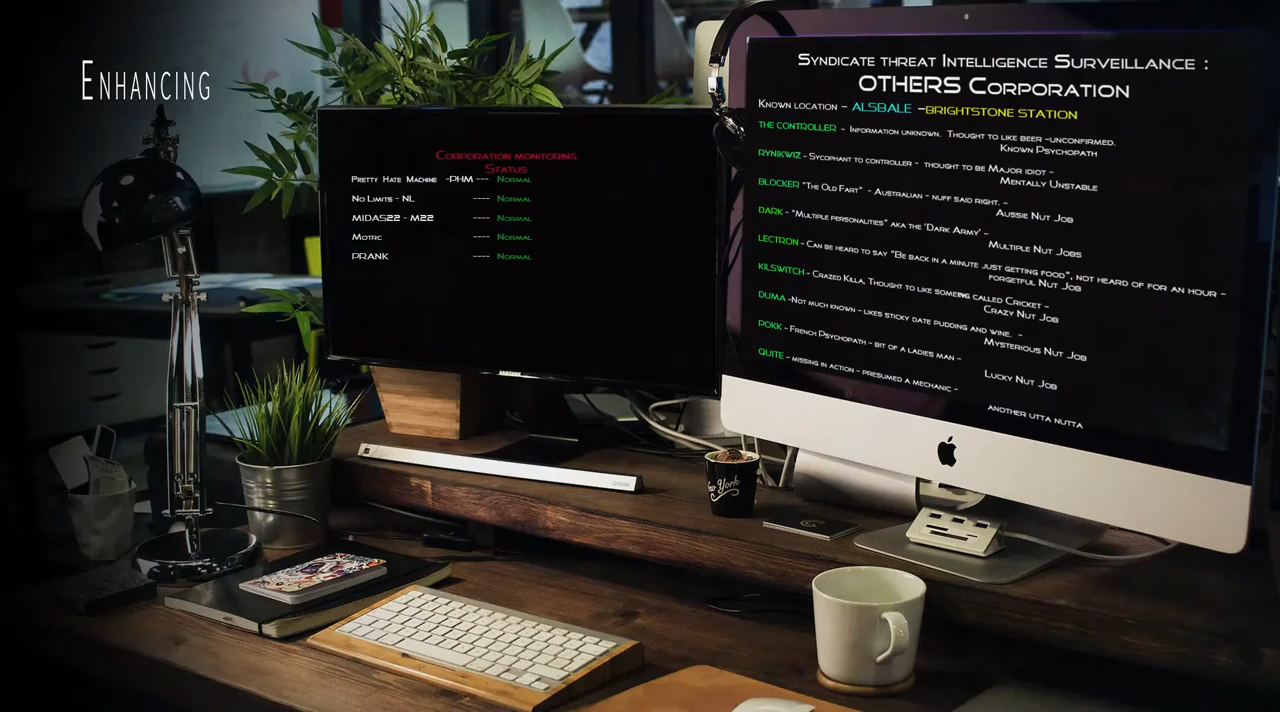 Enhancing
Corporation monitoring
Status
Pretty Hate Machine -PHM --- Normal
No Limits - NL ---- Normal
MIDAS22 - M22 ---- Normal
Motrc ---- Normal
PRANK ---- Normal
SAMSUNG
Syndicate threat Intelligence Surveillance :
OTHERS Corporation
Known location - ALSBALE -BRIGHTSTONE STATION
THE CONTROLLER - Information unknown. Thought to like beer -unconfirmed.
Known Psychopath
RYNIKWIZ - Sycophant to controller - thought to be Major idiot -
Mentally Unstable
BLOCKER "The Old Fart" - Australian - nuff said right. -
Aussie Nut Job
DARK - "Multiple personalities" aka the 'Dark Army' -
Multiple Nut Jobs
LECTRON - Can be heard to say "Be back in a minute just getting food", not heard of for an hour -
forgetful Nut Job
KILSWITCH - Crazed Killa, Thought to like someting called Cricket -
Crazy Nut Job
DUMA -Not much known - likes sticky date pudding and wine. -
Mysterious Nut Job
POKK - French Psychopath - bit of a ladies man -
Lucky Nut Job
QUITE - missing in action - presumed a mechanic -
another utta nutta
New York